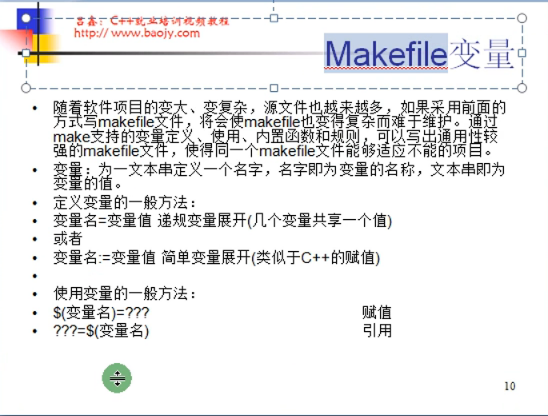 吕鑫：C++就业培训视频教程
http://www.baojy.com
Makefile变量
• 随着软件项目的变大、变复杂，源文件也越来越多，如果采用前面的
方式写makefile文件，将会使makefile也变得复杂而难于维护。通过
make支持的变量定义、使用、内置函数和规则，可以写出通用性较
强的makefile文件，使得同一个makefile文件能够适应不能的项目。
• 变量：为一文本串定义一个名字，名字即为变量的名称，文本串即为
变量的值。
• 定义变量的一般方法：
• 变量名=变量值 递规变量展开(几个变量共享一个值)
• 或者
• 变量名:=变量值 简单变量展开(类似于C++的赋值)
•
• 使用变量的一般方法：
• $(变量名)=??? 赋值
• ???=$(变量名) 引用
10